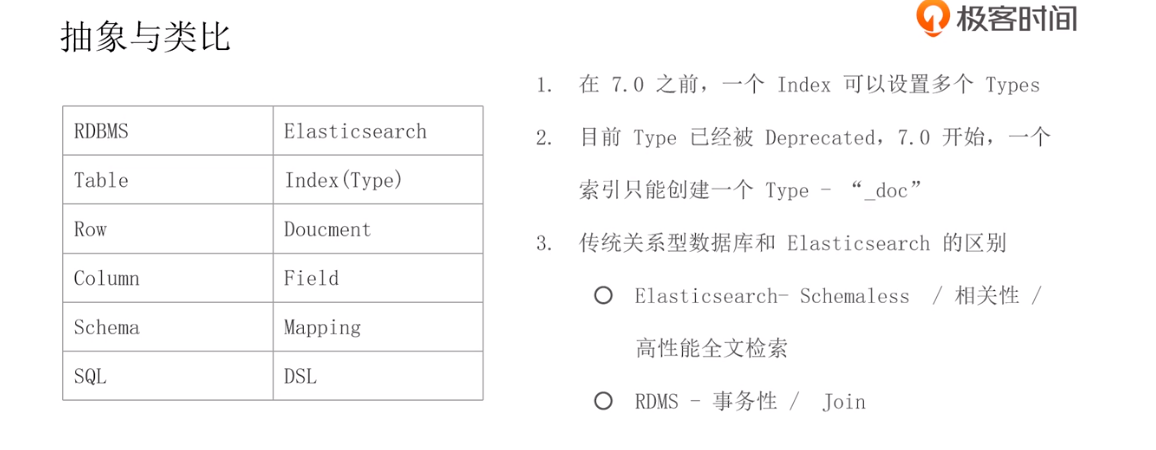 抽象与类比
极客时间
RDBMS Elasticsearch
Table Index(Type)
Row Doucment
Column Field
Schema Mapping
SQL DSL
1. 在 7.0 之前，一个 Index 可以设置多个 Types
2. 目前 Type 已经被 Deprecated，7.0 开始，一个
索引只能创建一个 Type - “_doc”
3. 传统关系型数据库和 Elasticsearch 的区别
Elasticsearch- Schemaless / 相关性 /
高性能全文检索
RDMS - 事务性 / Join